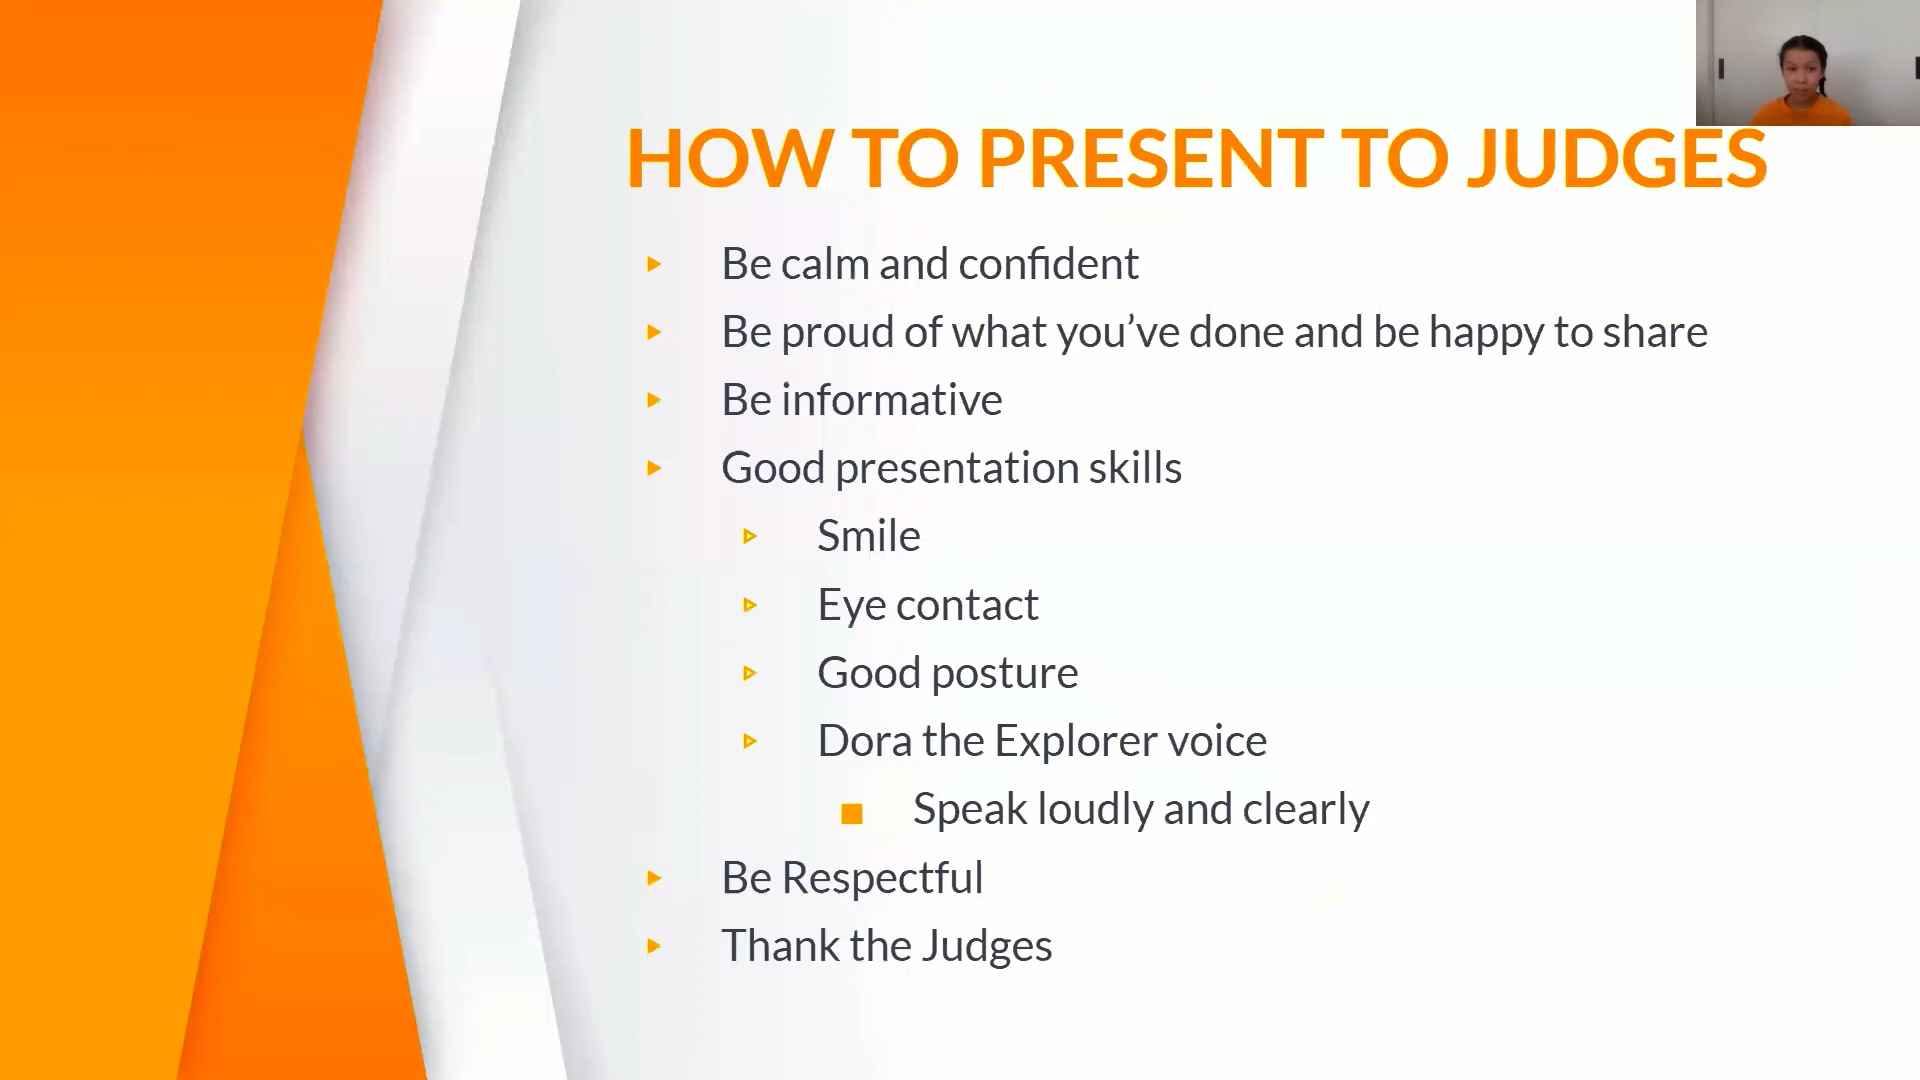 HOW TO PRESENT TO JUDGES
Be calm and confident
Be proud of what you’ve done and be happy to share
Be informative
Good presentation skills
Smile
Eye contact
Good posture
Dora the Explorer voice
Speak loudly and clearly
Be Respectful
Thank the Judges